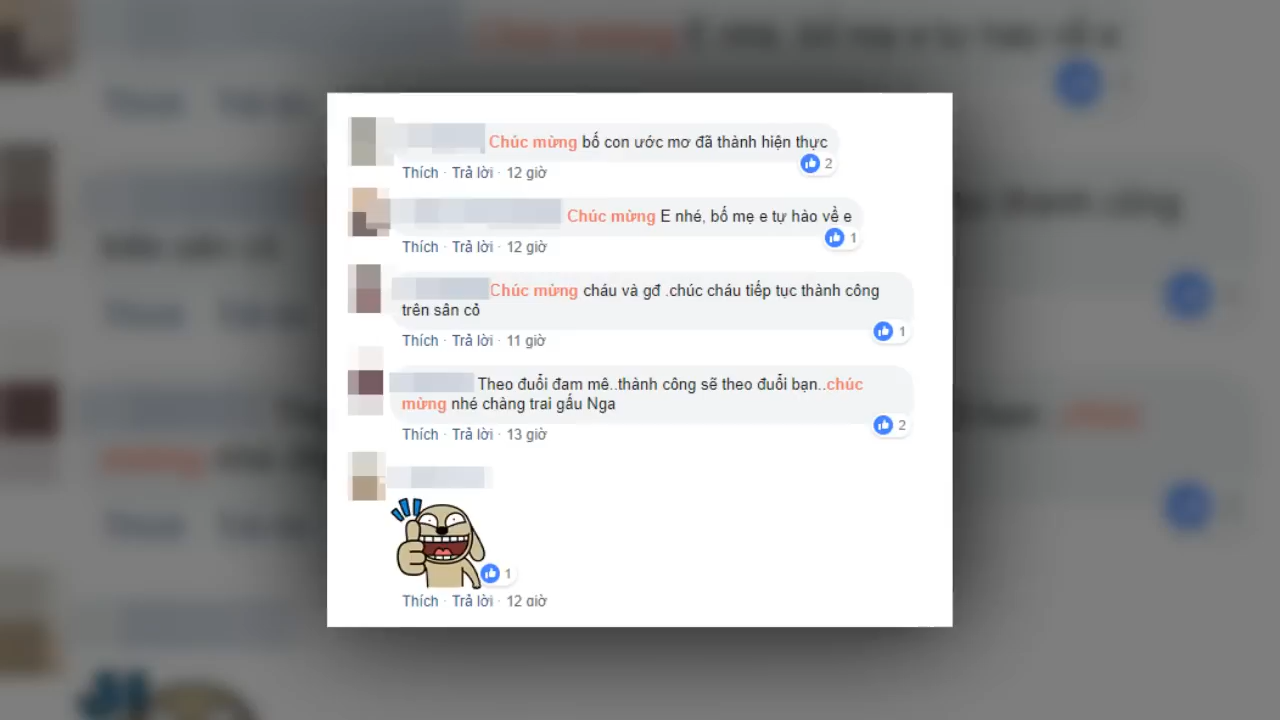 Chúc mừng bố con ước mơ đã thành hiện thực
2
Thích · Trả lời · 12 giờ
Chúc mừng E nhé, bố mẹ e tự hào về e
1
Thích · Trả lời · 12 giờ
Chúc mừng cháu và gđ .chúc cháu tiếp tục thành công
trên sân cỏ
1
Thích · Trả lời · 11 giờ
Theo đuổi đam mê..thành công sẽ theo đuổi bạn..chúc
mừng nhé chàng trai gấu Nga
2
Thích · Trả lời · 13 giờ
1
Thích · Trả lời · 12 giờ